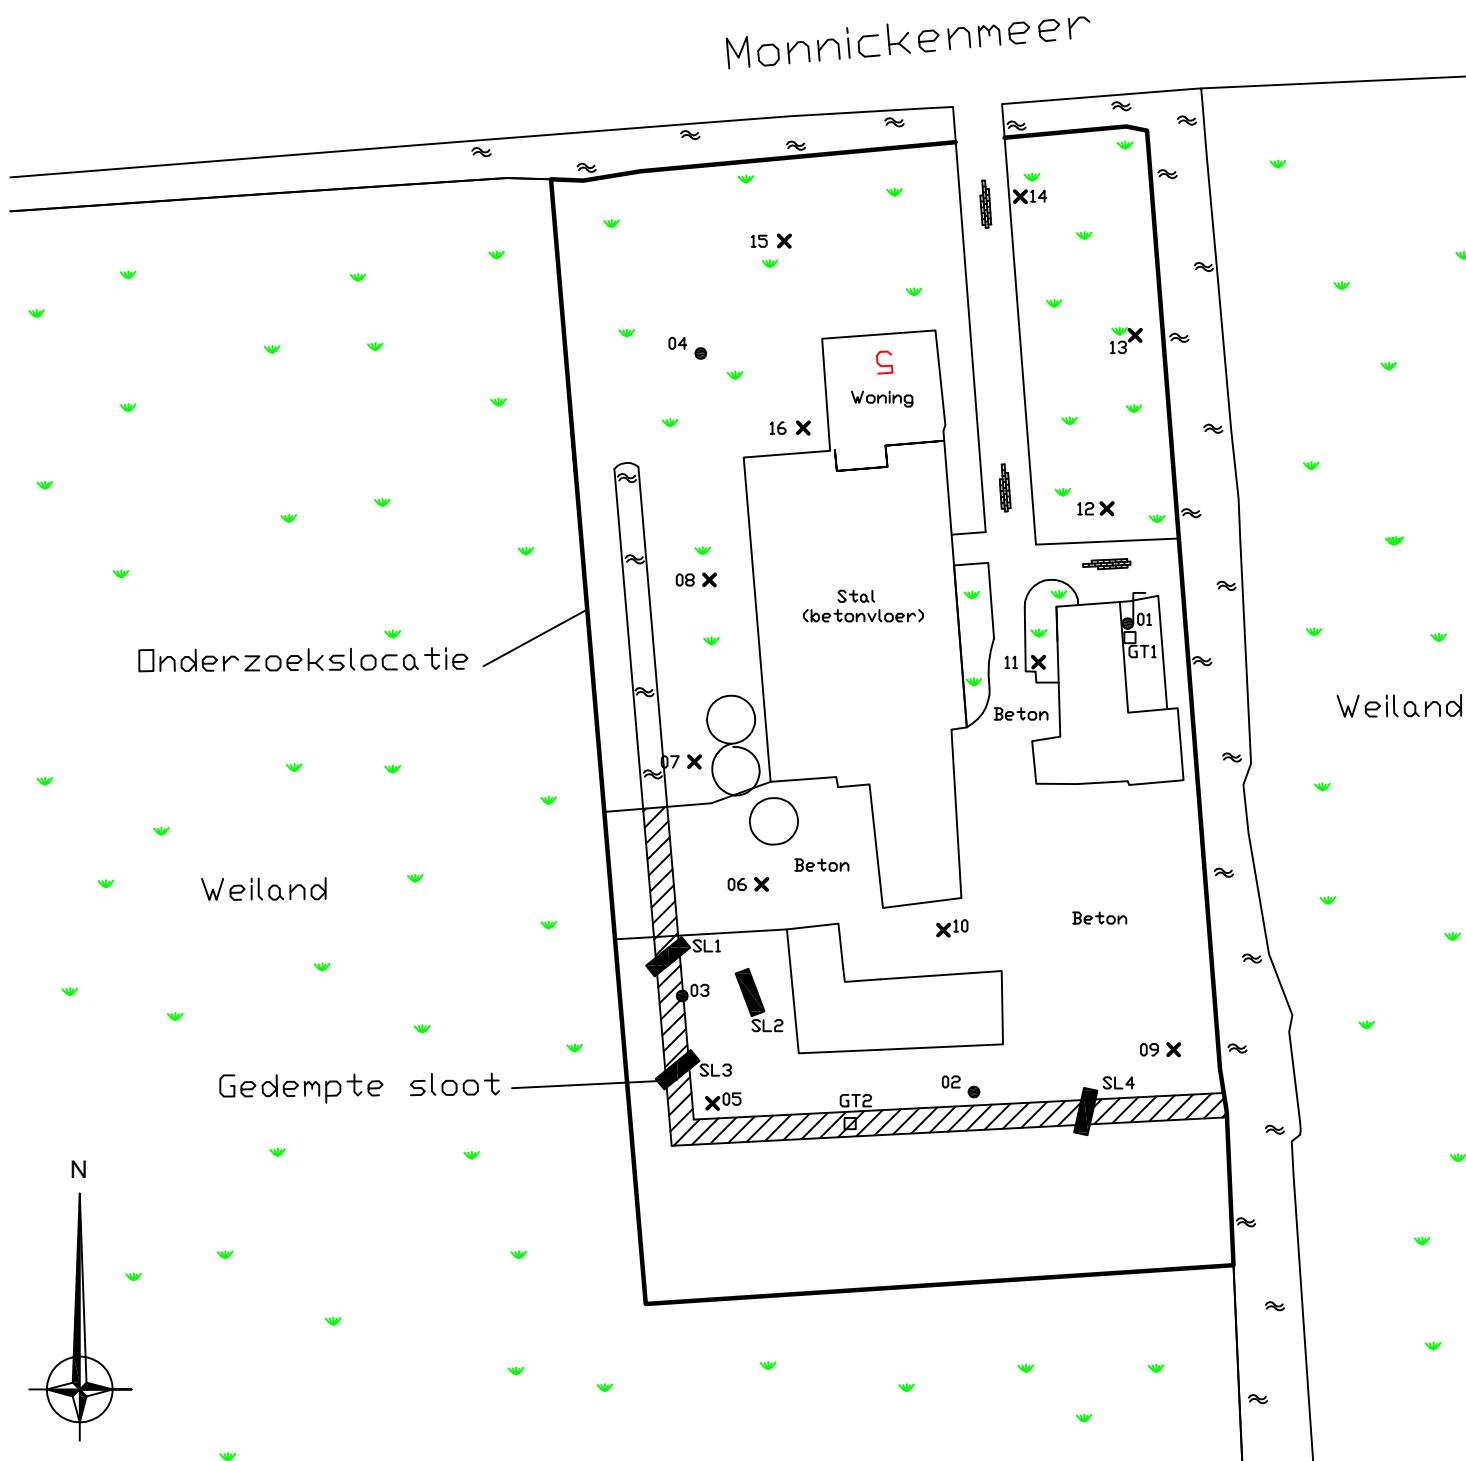 Monnickenmeer
14
15
04
13
5
Woning
16
12
08
Stal
(betonvloer)
01
GT1
11
Onderzoekslocatie
Beton
Weiland
07
Beton
06
Weiland
10
Beton
SL1
03
SL2
09
SL3
02
SL4
Gedempte sloot
05
GT2
N